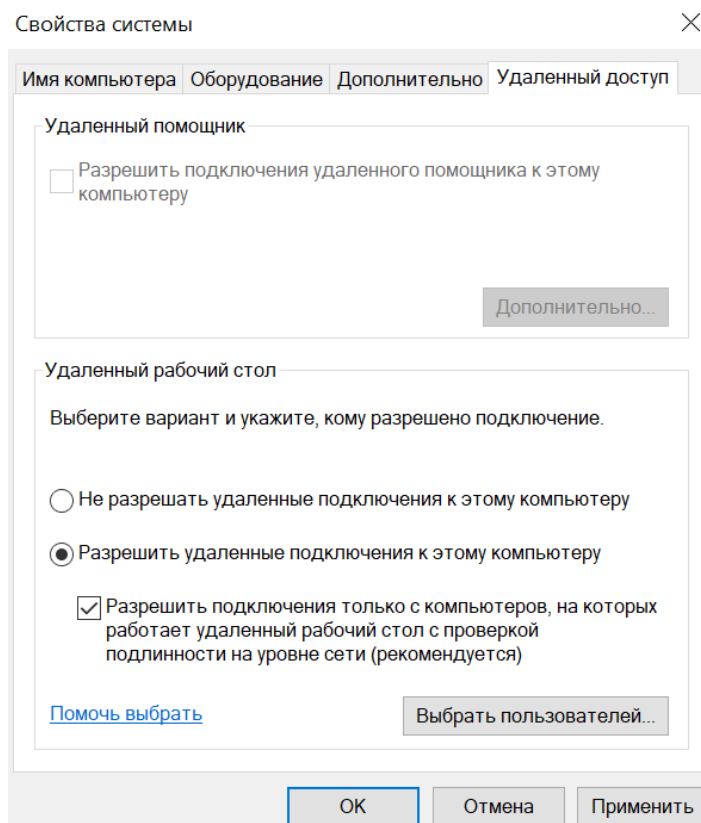 Свойства системы
Имя компьютера Оборудование Дополнительно Удаленный доступ
Удаленный помощник
Разрешить подключения удаленного помощника к этому
компьютеру
Дополнительно...
Удаленный рабочий стол
Выберите вариант и укажите, кому разрешено подключение.
Не разрешать удаленные подключения к этому компьютеру
Разрешить удаленные подключения к этому компьютеру
Разрешить подключения только с компьютеров, на которых
работает удаленный рабочий стол с проверкой
подлинности на уровне сети (рекомендуется)
Помочь выбрать Выбрать пользователей...
ОК Отмена Применить